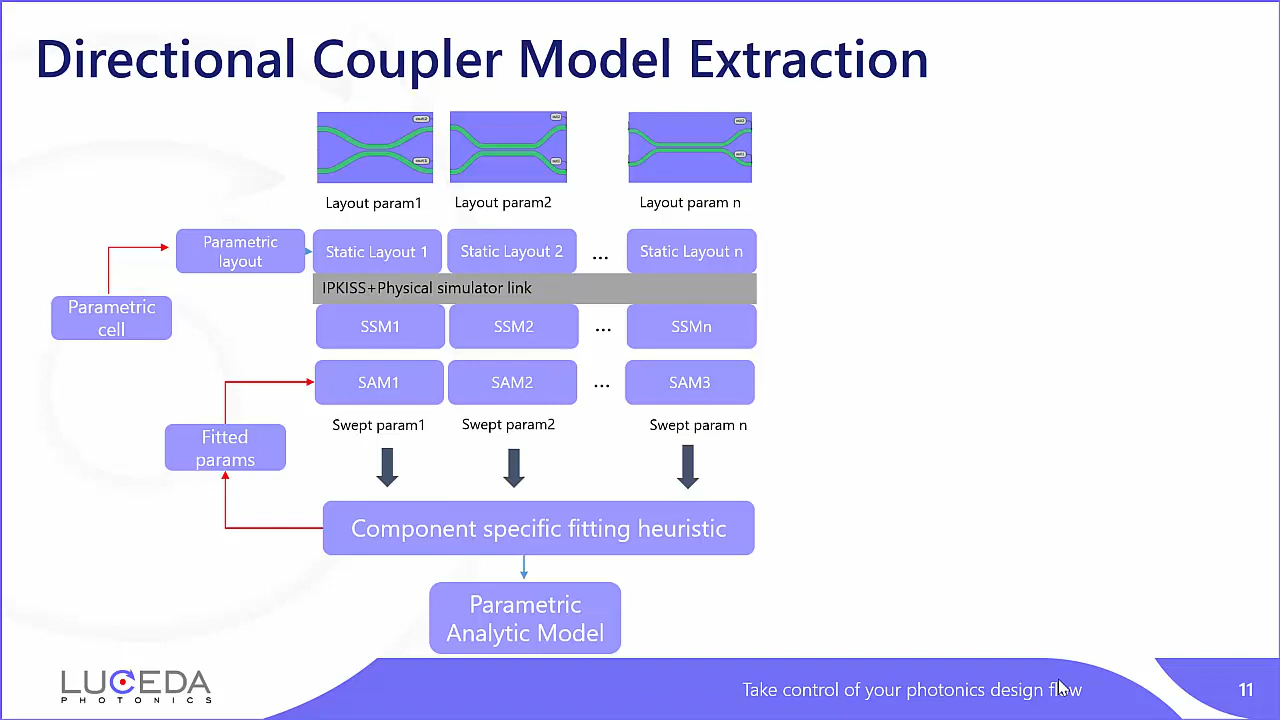 Directional Coupler Model Extraction
Layout param1
Layout param2
Layout param n
Parametric
layout
Static Layout 1
Static Layout 2
...
Static Layout n
IPKISS+Physical simulator link
Parametric
cell
SSM1
SSM2
...
SSMn
SAM1
SAM2
...
SAM3
Swept param1
Swept param2
Swept param n
Fitted
params
Component specific fitting heuristic
Parametric
Analytic Model
LUCEDA
PHOTONICS
Take control of your photonics design flow
11